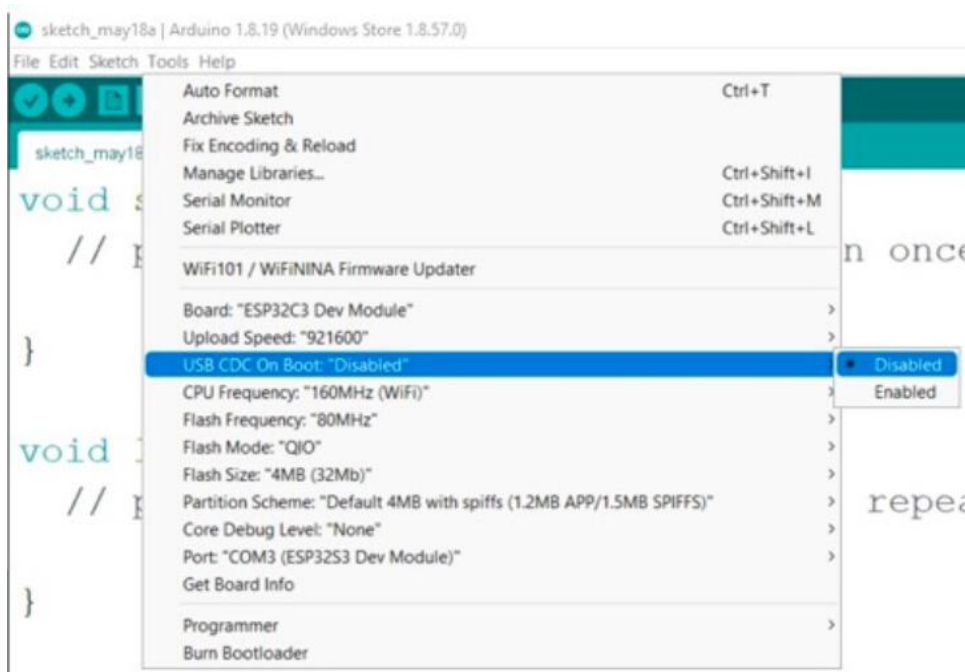 sketch_may18a | Arduino 1.8.19 (Windows Store 1.8.57.0)
File Edit Sketch Tools Help
Auto Format Ctrl+T
Archive Sketch
Fix Encoding & Reload
sketch_may18
Manage Libraries... Ctrl+Shift+I
void s
Serial Monitor Ctrl+Shift+M
Serial Plotter Ctrl+Shift+L
// p n once
WiFi101 / WiFiNINA Firmware Updater
Board: "ESP32C3 Dev Module"
Upload Speed: "921600"
}
USB CDC On Boot: "Disabled" Disabled
CPU Frequency: "160MHz (WiFi)" Enabled
Flash Frequency: "80MHz"
Flash Mode: "QIO"
void l
Flash Size: "4MB (32Mb)"
Partition Scheme: "Default 4MB with spiffs (1.2MB APP/1.5MB SPIFFS)"
// p repea
Core Debug Level: "None"
Port: "COM3 (ESP32S3 Dev Module)"
Get Board Info
}
Programmer
Burn Bootloader